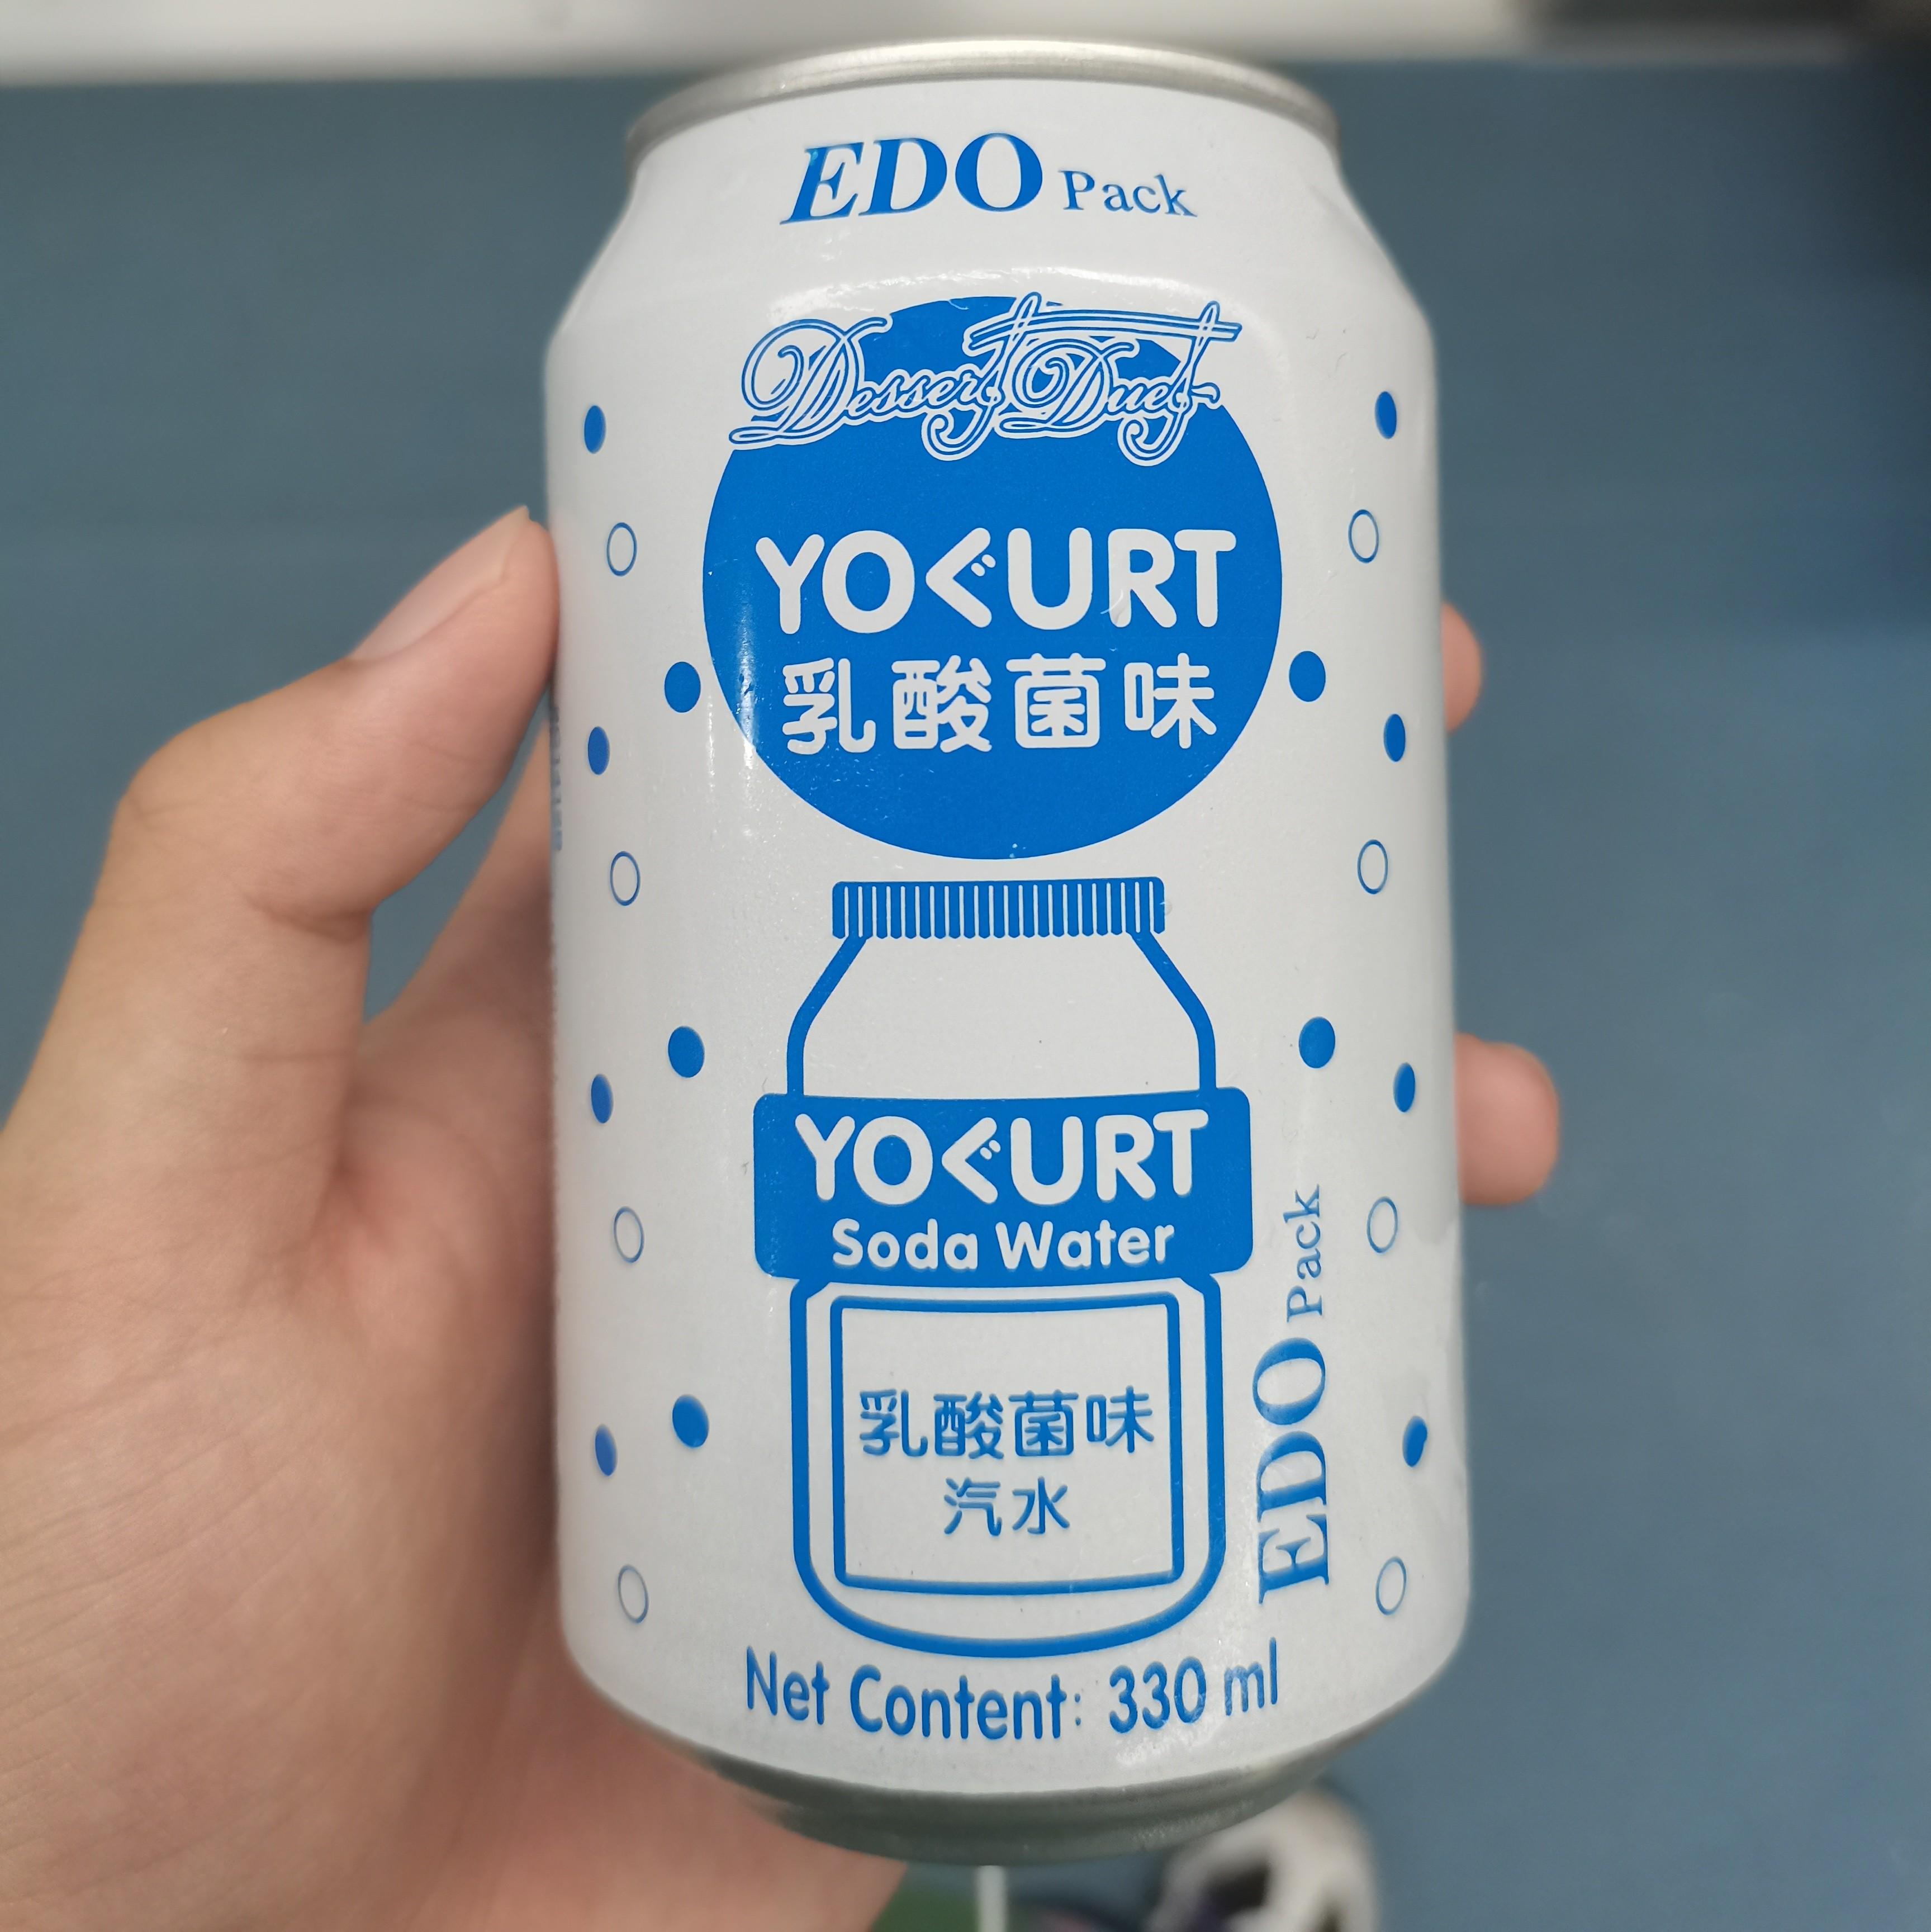 EDO Pack
Dessert Duet
YOぐURT
乳酸菌味
YOぐURT
Soda Water
乳酸菌味
汽水
EDO Pack
Net Content: 330 ml